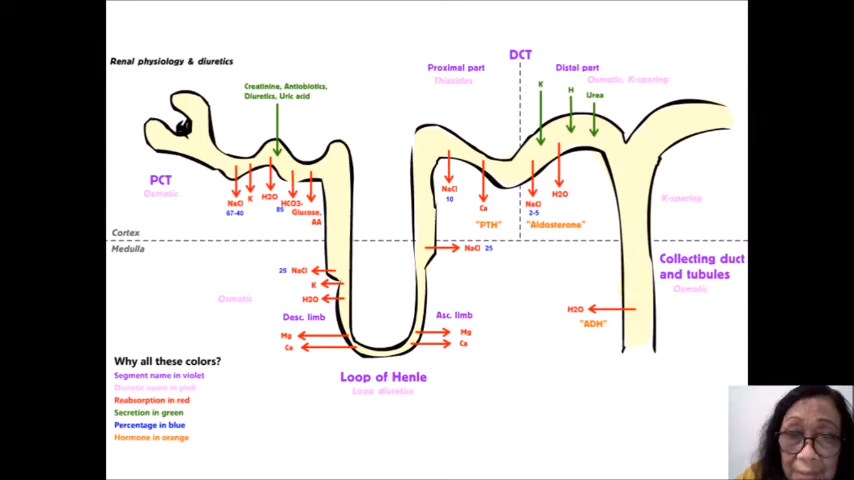 Renal physiology & diuretics
DCT
Proximal part
Distal part
Thiazides
Osmotic, K-sparing
Creatinine, Antiobiotics,
Diuretics, Uric acid
K
H
Urea
PCT
Osmotic
NaCl
67-40
K
H2O
85
HCO3-
Glucose,
AA
NaCl
10
Ca
"PTH"
NaCl
2-5
H2O
"Aldosterone"
K-sparing
Cortex
Medulla
NaCl 25
Collecting duct
and tubules
Osmotic
25 NaCl
K
H2O
Osmotic
Desc. limb
Asc. limb
Mg
Ca
Mg
Ca
H2O
"ADH"
Loop of Henle
Loop diuretics
Why all these colors?
Segment name in violet
Diuretic name in pink
Reabsorption in red
Secretion in green
Percentage in blue
Hormone in orange